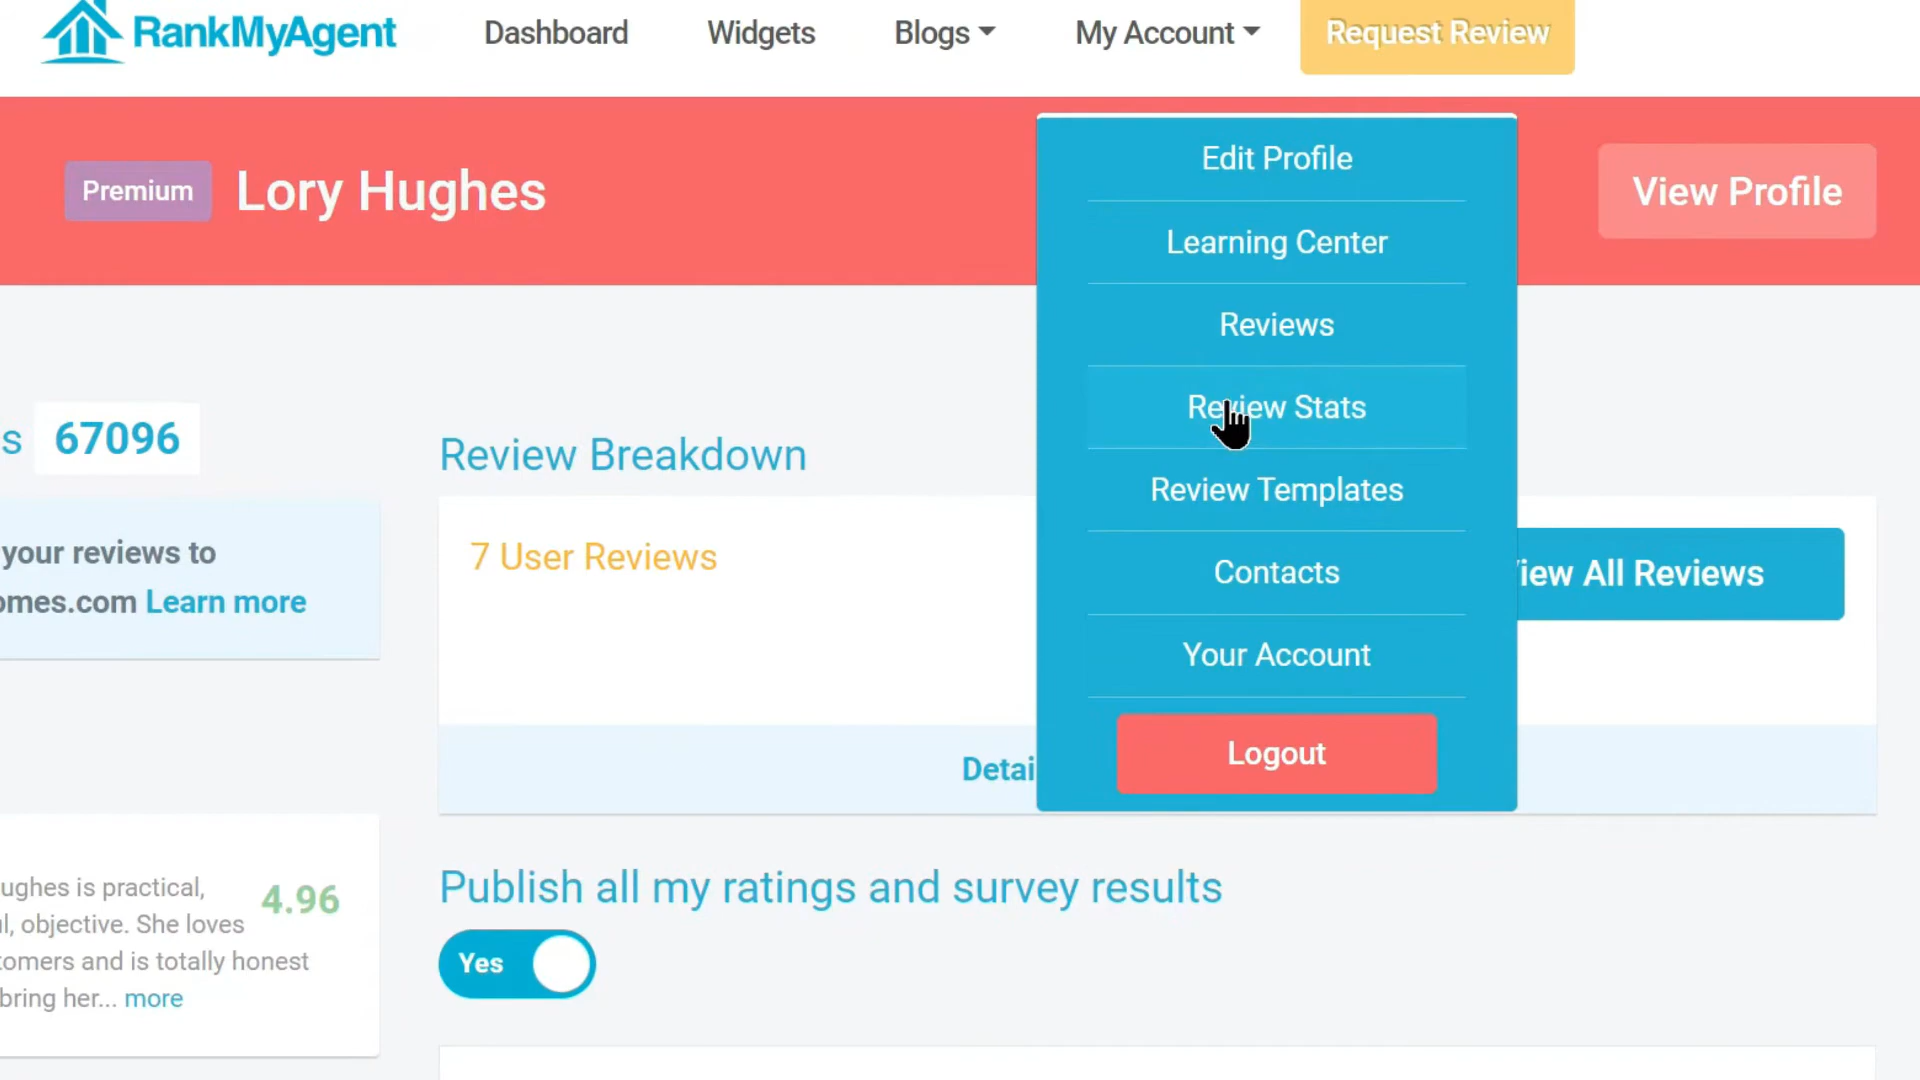 RankMyAgent
Dashboard
Widgets
Blogs
My Account
Request Review
Premium
Lory Hughes
View Profile
Edit Profile
Learning Center
Reviews
Review Stats
Review Templates
Contacts
Your Account
Logout
s 67096
your reviews to
omes.com Learn more
Review Breakdown
7 User Reviews
iew All Reviews
Detai
ughes is practical,
l, objective. She loves
tomers and is totally honest
bring her... more
4.96
Publish all my ratings and survey results
Yes